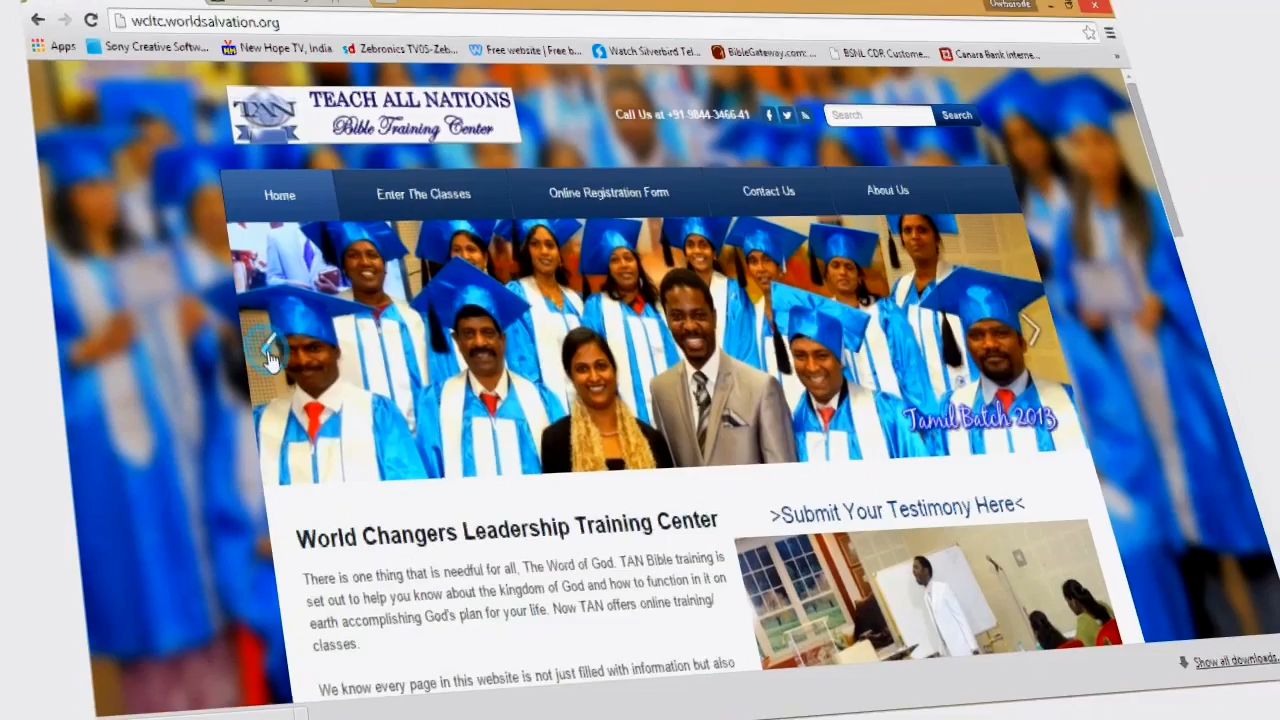 Owhorode
wcltc.worldsalvation.org
Apps
Sony Creative Softw...
New Hope TV, India
Zebronics TV05-Zeb...
Free website | Free b...
Watch Silverbird Tel...
BibleGateway.com: ...
BSNL CDR Custome...
Canara Bank Interne...
»
TAN
TEACH ALL NATIONS
Bible Training Center
Call Us at +91-9844-3466-41
Search
Search
Home
Enter The Classes
Online Registration Form
Contact Us
About Us
Tamil Batch 2013
World Changers Leadership Training Center
>Submit Your Testimony Here<
There is one thing that is needful for all. The Word of God. TAN Bible training is
set out to help you know about the kingdom of God and how to function in it on
earth accomplishing God's plan for your life. Now TAN offers online training/
classes.
We know every page in this website is not just filled with information but also
Show all downloads...